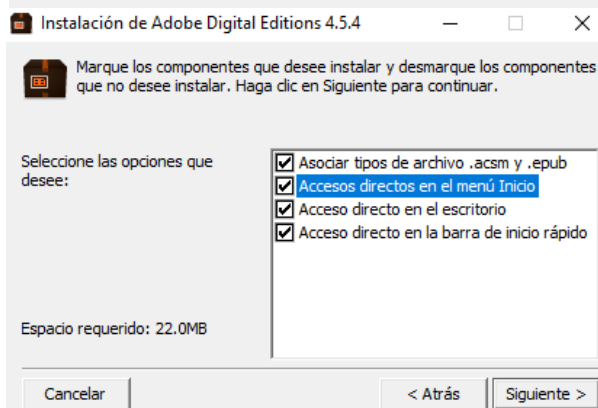 Instalación de Adobe Digital Editions 4.5.4
Marque los componentes que desee instalar y desmarque los componentes
que no desee instalar. Haga clic en Siguiente para continuar.
Seleccione las opciones que
desee:
Asociar tipos de archivo .acsm y .epub
Accesos directos en el menú Inicio
Acceso directo en el escritorio
Acceso directo en la barra de inicio rápido
Espacio requerido: 22.0MB
Cancelar
< Atrás
Siguiente >